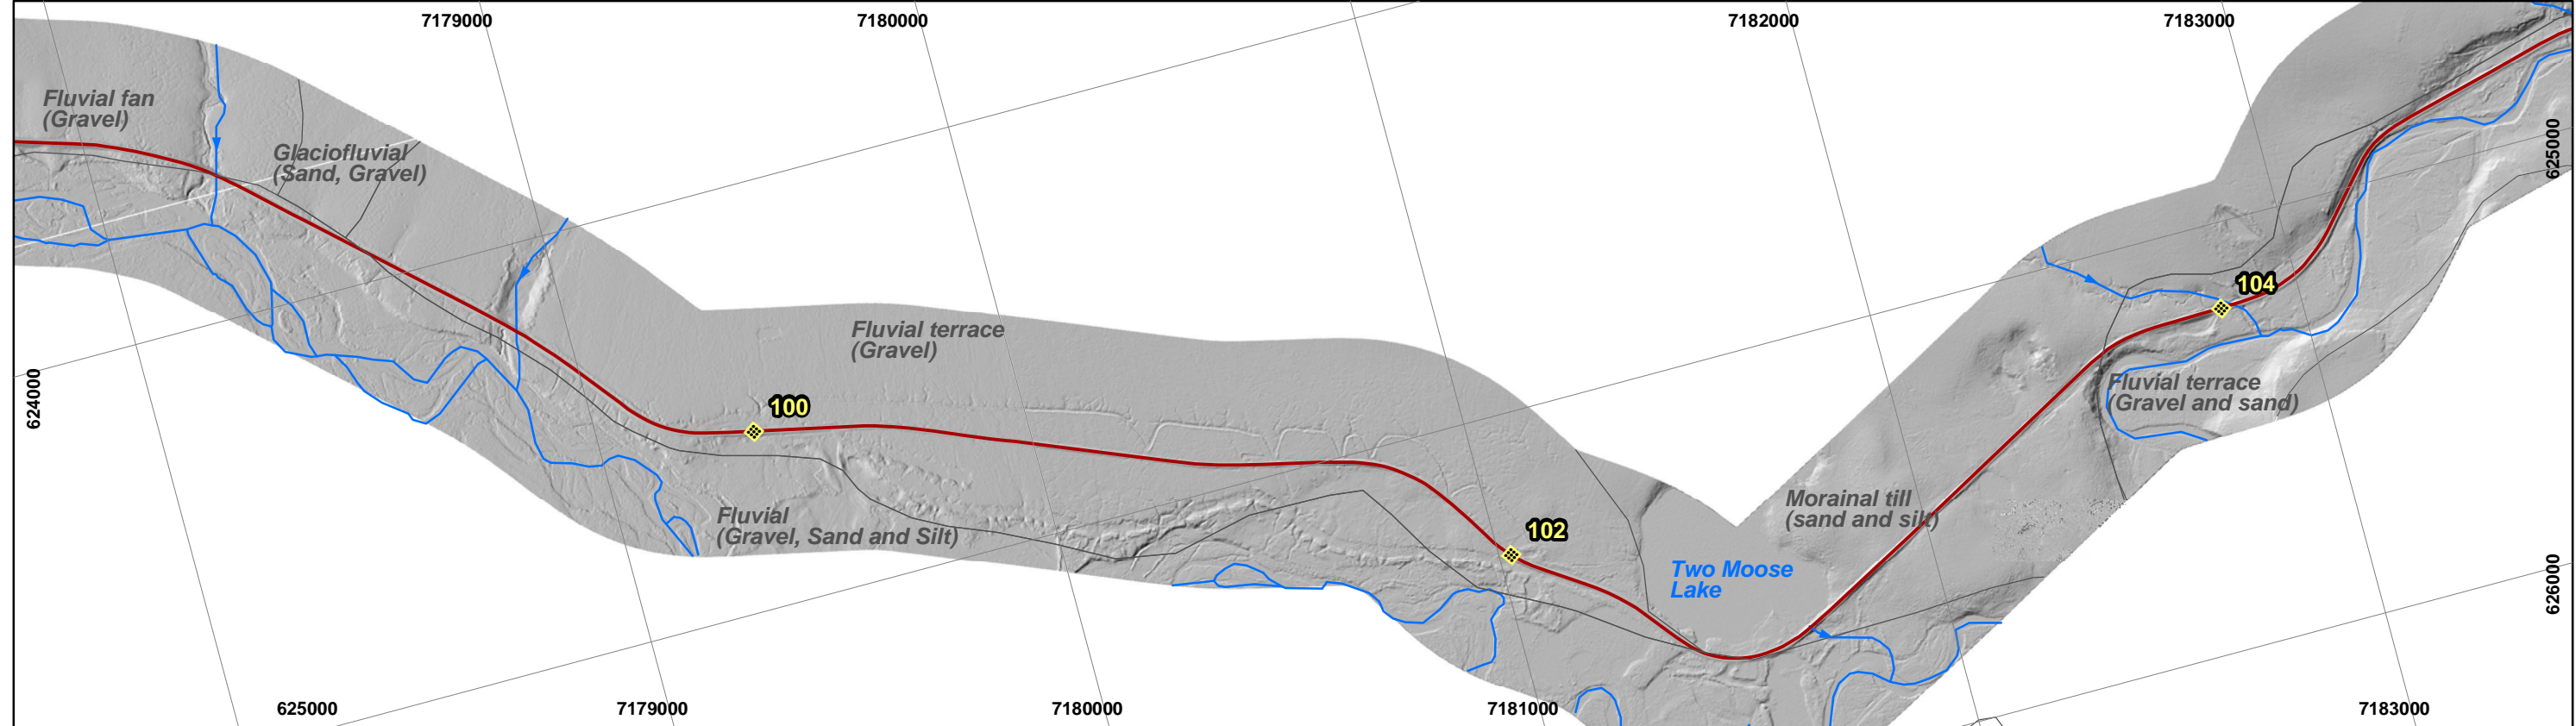 7179000
7180000
7182000
7183000
Fluvial fan
(Gravel)
Glaciofluvial
(Sand, Gravel)
625000
104
Fluvial terrace
(Gravel)
Fluvial terrace
(Gravel and sand)
624000
100
Morainal till
(sand and silt)
Fluvial
(Gravel, Sand and Silt)
102
Two Moose
Lake
626000
625000
7179000
7180000
7181000
7183000